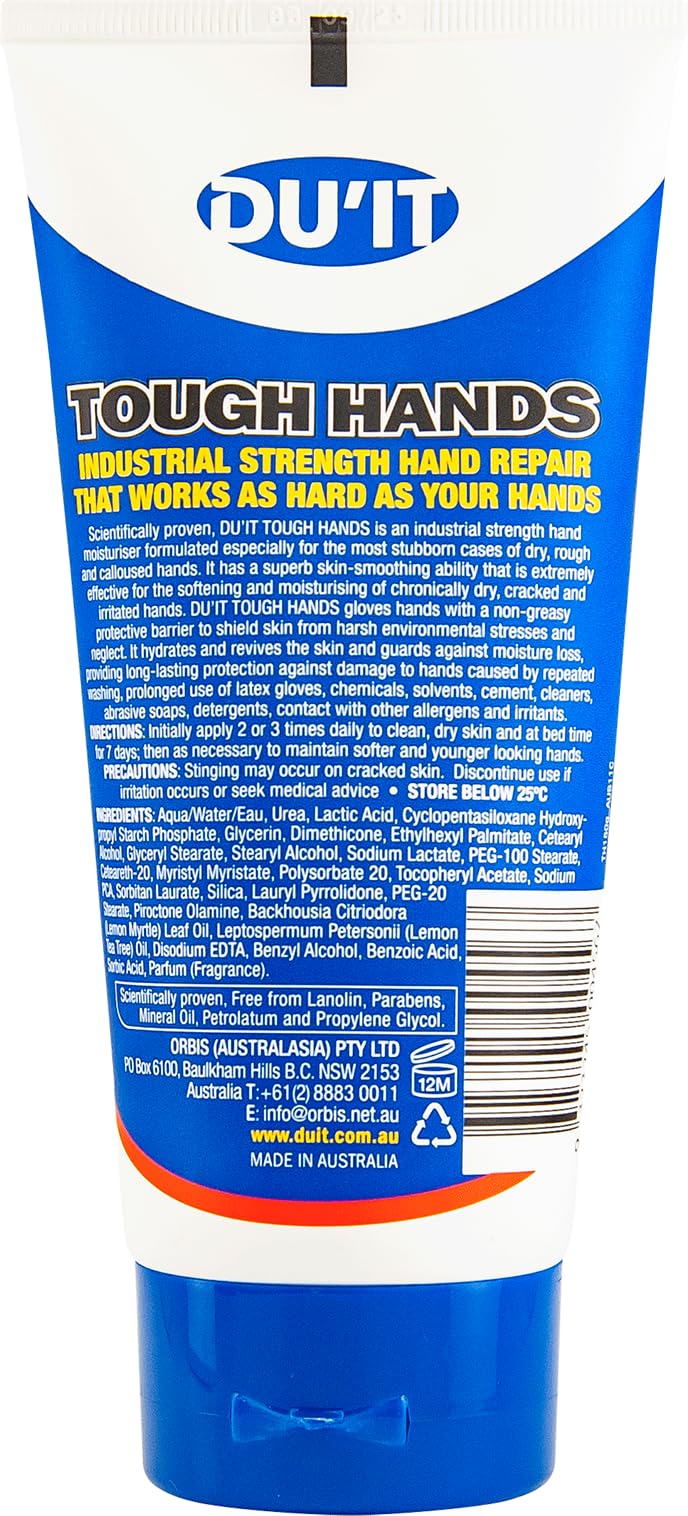 DU'IT
TOUGH HANDS
INDUSTRIAL STRENGTH HAND REPAIR
THAT WORKS AS HARD AS YOUR HANDS
Scientifically proven, DU'IT TOUGH HANDS is an industrial strength hand
moisturiser formulated especially for the most stubborn cases of dry, rough
and calloused hands. It has a superb skin-smoothing ability that is extremely
effective for the softening and moisturising of chronically dry, cracked and
irritated hands. DU'IT TOUGH HANDS gloves hands with a non-greasy
protective barrier to shield skin from harsh environmental stresses and
neglect. It hydrates and revives the skin and guards against moisture loss,
providing long-lasting protection against damage to hands caused by repeated
washing, prolonged use of latex gloves, chemicals, solvents, cement, cleaners,
abrasive soaps, detergents, contact with other allergens and irritants.
DIRECTIONS: Initially apply 2 or 3 times daily to clean, dry skin and at bed time
for 7 days; then as necessary to maintain softer and younger looking hands.
PRECAUTIONS: Stinging may occur on cracked skin. Discontinue use if
irritation occurs or seek medical advice • STORE BELOW 25ºC
INGREDIENTS: Aqua/Water/Eau, Urea, Lactic Acid, Cyclopentasiloxane Hydroxy-
propyl Starch Phosphate, Glycerin, Dimethicone, Ethylhexyl Palmitate, Cetearyl
Alcohol, Glyceryl Stearate, Stearyl Alcohol, Sodium Lactate, PEG-100 Stearate,
Ceteareth-20, Myristyl Myristate, Polysorbate 20, Tocopheryl Acetate, Sodium
PCA, Sorbitan Laurate, Silica, Lauryl Pyrrolidone, PEG-20
Stearate, Piroctone Olamine, Backhousia Citriodora
(Lemon Myrtle) Leaf Oil, Leptospermum Petersonii (Lemon
Tea Tree) Oil, Disodium EDTA, Benzyl Alcohol, Benzoic Acid,
Sorbic Acid, Parfum (Fragrance).
Scientifically proven, Free from Lanolin, Parabens,
Mineral Oil, Petrolatum and Propylene Glycol.
ORBIS (AUSTRALASIA) PTY LTD
PO Box 6100, Baulkham Hills B.C. NSW 2153
Australia T:+61(2) 8883 0011
E: info@orbis.net.au
www.duit.com.au
MADE IN AUSTRALIA
12M